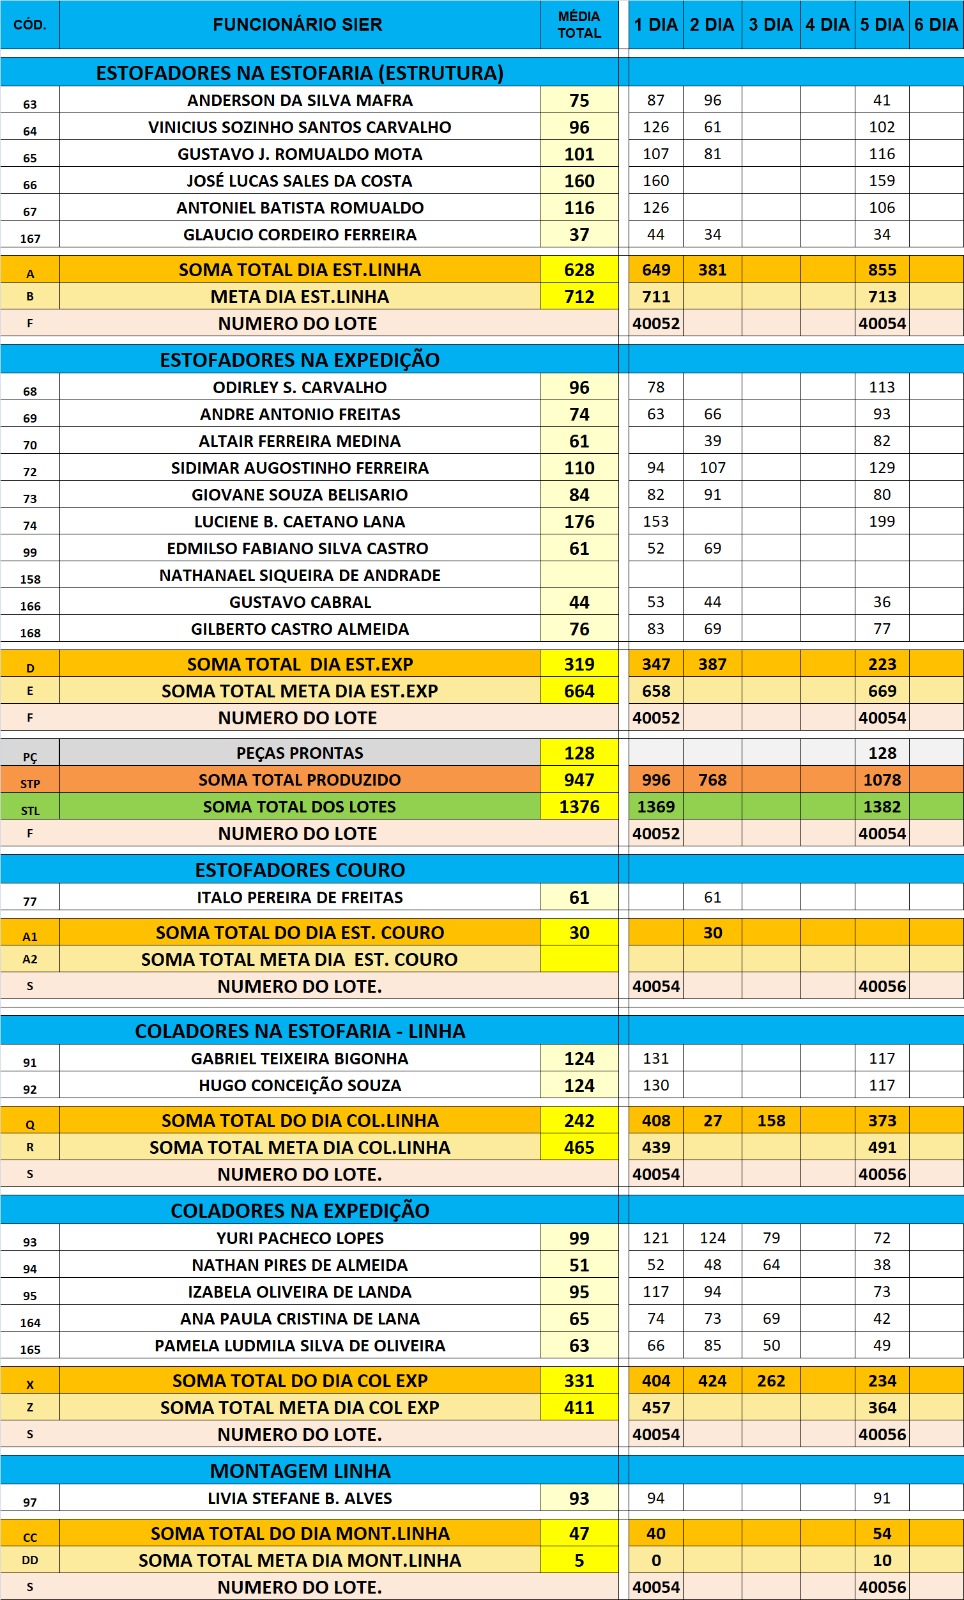 CÓD. FUNCIONÁRIO SIER MÉDIA TOTAL 1 DIA 2 DIA 3 DIA 4 DIA 5 DIA 6 DIA
ESTOFADORES NA ESTOFARIA (ESTRUTURA)
63 ANDERSON DA SILVA MAFRA 75 87 96 41
64 VINICIUS SOZINHO SANTOS CARVALHO 96 126 61 102
65 GUSTAVO J. ROMUALDO MOTA 101 107 81 116
66 JOSÉ LUCAS SALES DA COSTA 160 160 159
67 ANTONIEL BATISTA ROMUALDO 116 126 106
167 GLAUCIO CORDEIRO FERREIRA 37 44 34 34
A SOMA TOTAL DIA EST.LINHA 628 649 381 855
B META DIA EST.LINHA 712 711 713
F NUMERO DO LOTE 40052 40054
ESTOFADORES NA EXPEDIÇÃO
68 ODIRLEY S. CARVALHO 96 78 113
69 ANDRE ANTONIO FREITAS 74 63 66 93
70 ALTAIR FERREIRA MEDINA 61 39 82
72 SIDIMAR AUGOSTINHO FERREIRA 110 94 107 129
73 GIOVANE SOUZA BELISARIO 84 82 91 80
74 LUCIENE B. CAETANO LANA 176 153 199
99 EDMILSO FABIANO SILVA CASTRO 61 52 69
158 NATHANAEL SIQUEIRA DE ANDRADE
166 GUSTAVO CABRAL 44 53 44 36
168 GILBERTO CASTRO ALMEIDA 76 83 69 77
D SOMA TOTAL DIA EST.EXP 319 347 387 223
E SOMA TOTAL META DIA EST.EXP 664 658 669
F NUMERO DO LOTE 40052 40054
PÇ PEÇAS PRONTAS 128 128
STP SOMA TOTAL PRODUZIDO 947 996 768 1078
STL SOMA TOTAL DOS LOTES 1376 1369 1382
F NUMERO DO LOTE 40052 40054
ESTOFADORES COURO
77 ITALO PEREIRA DE FREITAS 61 61
A1 SOMA TOTAL DO DIA EST. COURO 30 30
A2 SOMA TOTAL META DIA EST. COURO
S NUMERO DO LOTE. 40054 40056
COLADORES NA ESTOFARIA - LINHA
91 GABRIEL TEIXEIRA BIGONHA 124 131 117
92 HUGO CONCEIÇÃO SOUZA 124 130 117
Q SOMA TOTAL DO DIA COL.LINHA 242 408 27 158 373
R SOMA TOTAL META DIA COL.LINHA 465 439 491
S NUMERO DO LOTE. 40054 40056
COLADORES NA EXPEDIÇÃO
93 YURI PACHECO LOPES 99 121 124 79 72
94 NATHAN PIRES DE ALMEIDA 51 52 48 64 38
95 IZABELA OLIVEIRA DE LANDA 95 117 94 73
164 ANA PAULA CRISTINA DE LANA 65 74 73 69 42
165 PAMELA LUDMILA SILVA DE OLIVEIRA 63 66 85 50 49
X SOMA TOTAL DO DIA COL EXP 331 404 424 262 234
Z SOMA TOTAL META DIA COL EXP 411 457 364
S NUMERO DO LOTE. 40054 40056
MONTAGEM LINHA
97 LIVIA STEFANE B. ALVES 93 94 91
CC SOMA TOTAL DO DIA MONT.LINHA 47 40 54
DD SOMA TOTAL META DIA MONT.LINHA 5 0 10
S NUMERO DO LOTE. 40054 40056